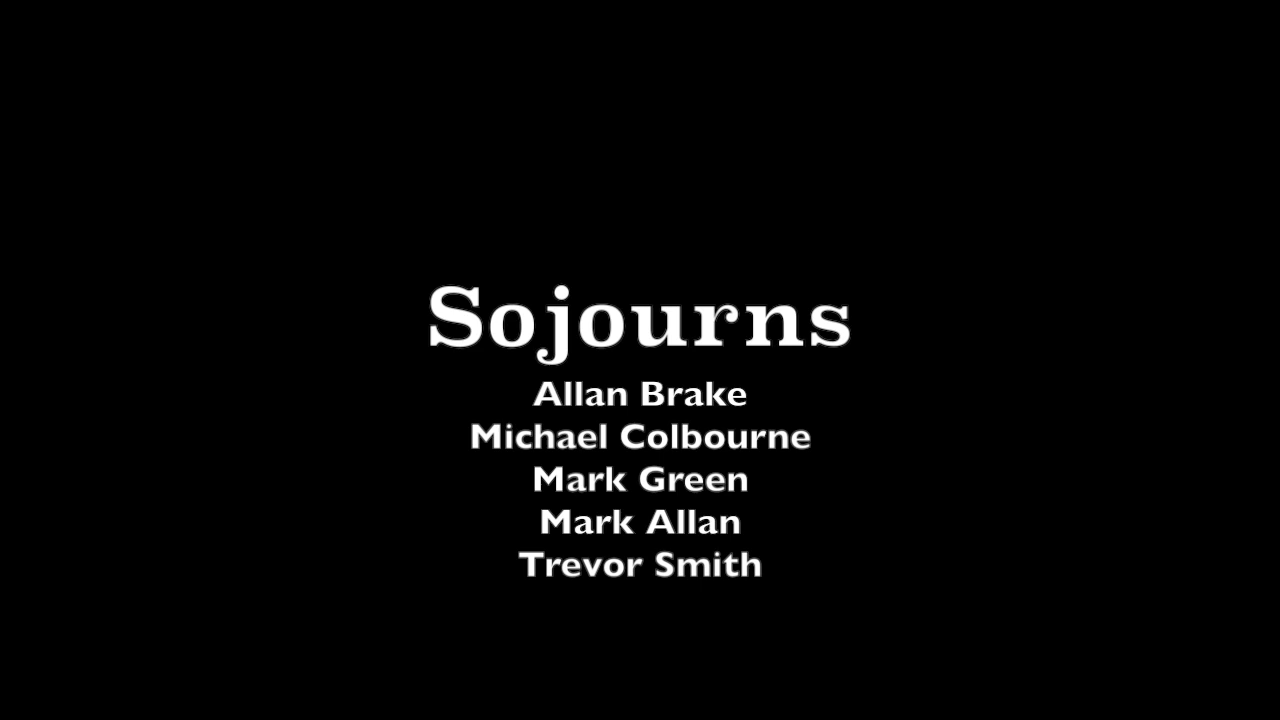 Sojourns
Allan Brake
Michael Colbourne
Mark Green
Mark Allan
Trevor Smith